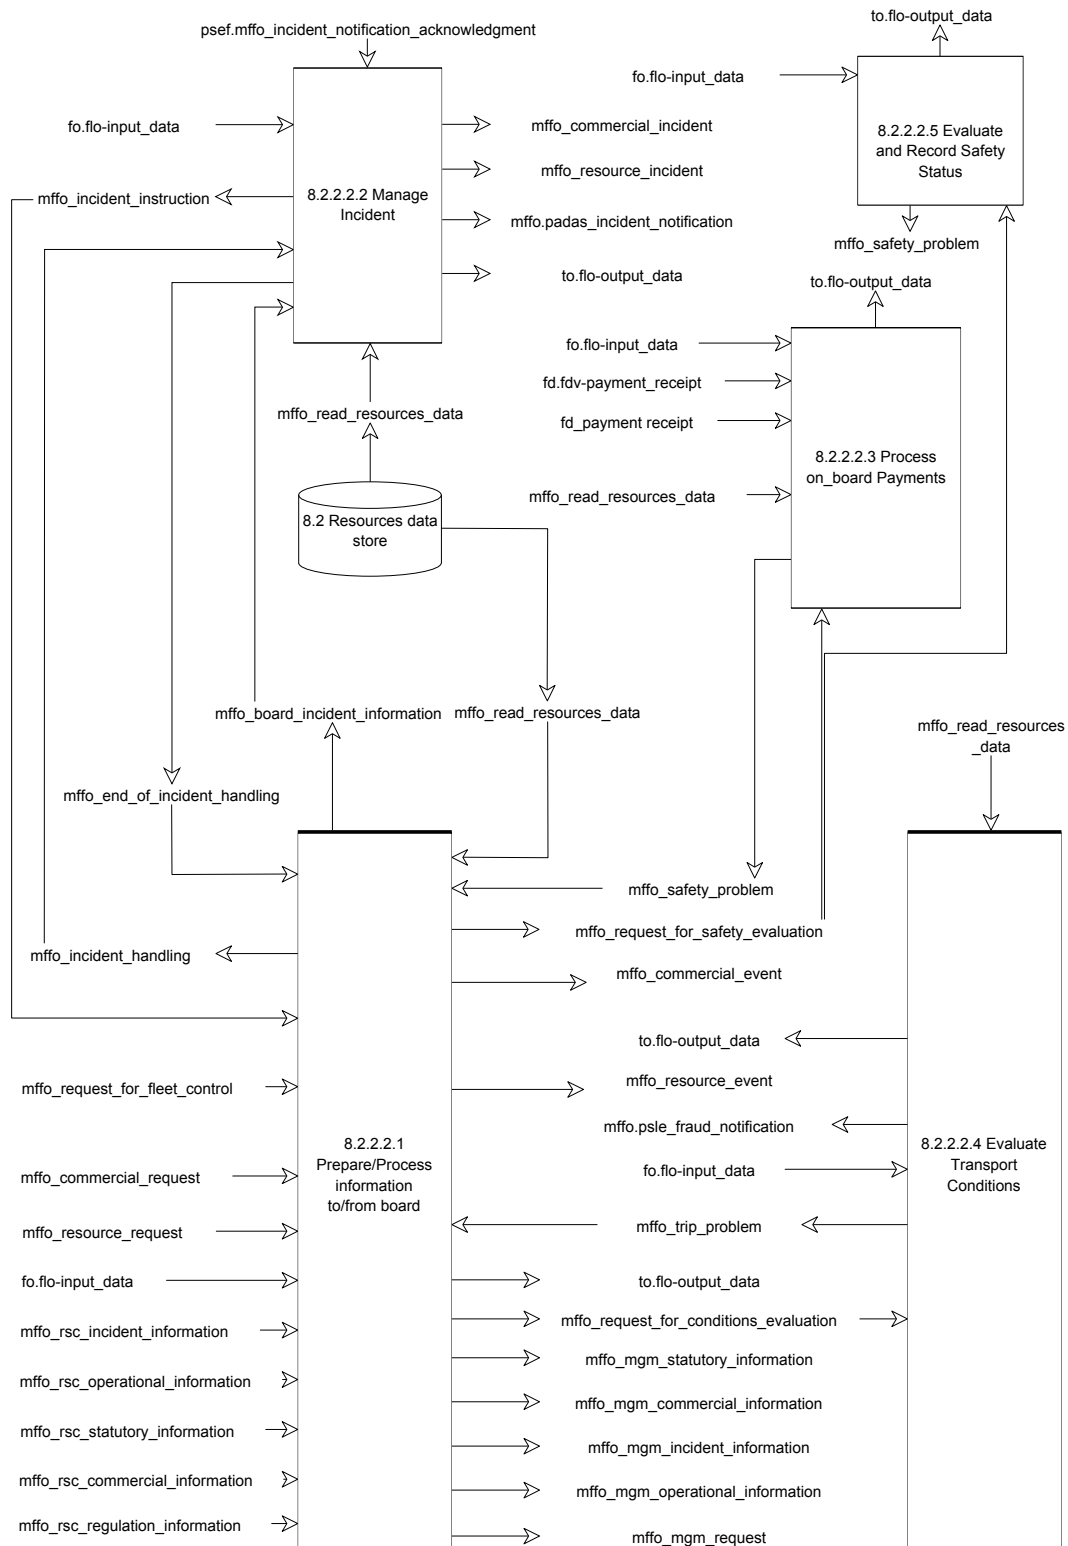 to.flo-output_data
psef.mffo_incident_notification_acknowledgment
fo.flo-input_data
fo.flo-input_data
mffo_commercial_incident
8.2.2.2.5 Evaluate
and Record Safety
Status
mffo_resource_incident
mffo_incident_instruction
8.2.2.2.2 Manage
Incident
mffo.padas_incident_notification
mffo_safety_problem
to.flo-output_data
to.flo-output_data
fo.flo-input_data
fd.fdv-payment_receipt
mffo_read_resources_data
fd_payment receipt
8.2.2.2.3 Process
on_board Payments
mffo_read_resources_data
8.2 Resources data
store
mffo_board_incident_information
mffo_read_resources_data
mffo_read_resources
_data
mffo_end_of_incident_handling
mffo_safety_problem
mffo_request_for_safety_evaluation
mffo_incident_handling
mffo_commercial_event
to.flo-output_data
mffo_resource_event
mffo_request_for_fleet_control
mffo.psle_fraud_notification
8.2.2.2.1
Prepare/Process
information
to/from board
8.2.2.2.4 Evaluate
Transport
Conditions
mffo_commercial_request
fo.flo-input_data
mffo_resource_request
mffo_trip_problem
fo.flo-input_data
to.flo-output_data
mffo_rsc_incident_information
mffo_request_for_conditions_evaluation
mffo_mgm_statutory_information
mffo_rsc_operational_information
mffo_mgm_commercial_information
mffo_rsc_statutory_information
mffo_mgm_incident_information
mffo_rsc_commercial_information
mffo_mgm_operational_information
mffo_rsc_regulation_information
mffo_mgm_request